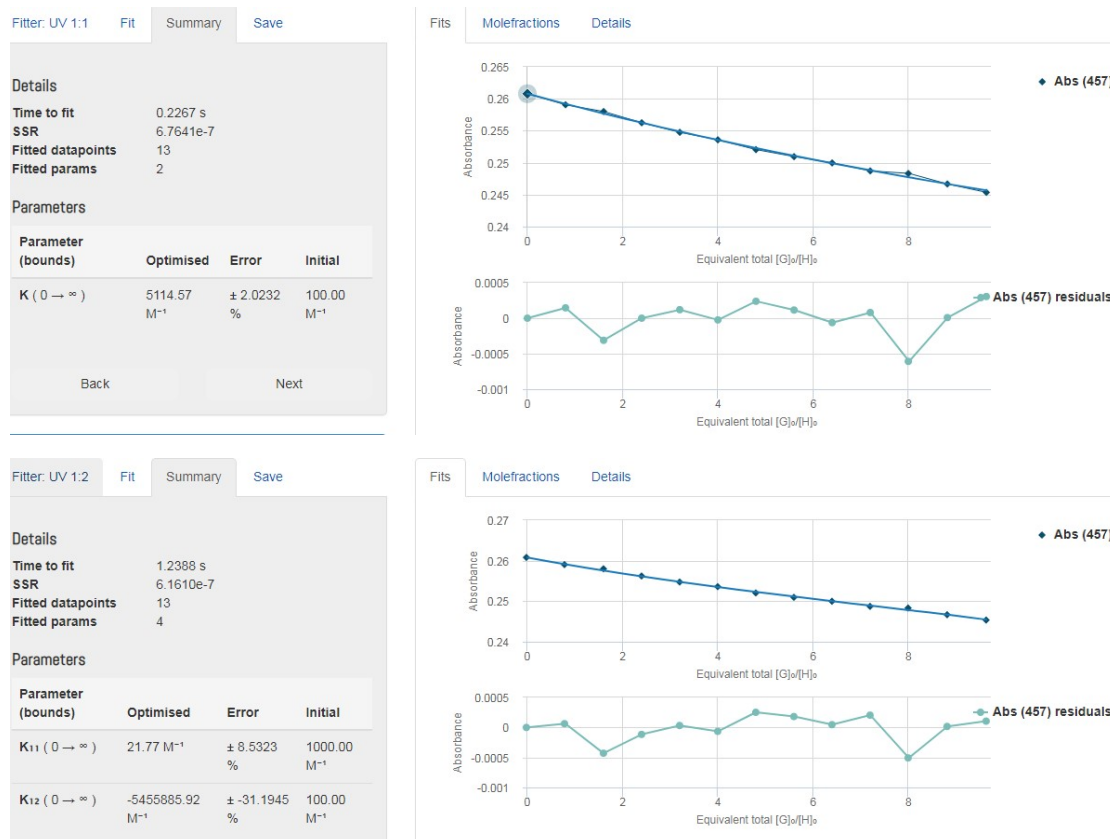 Fitter: UV 1:1 Fit Summary Save
Details
Time to fit 0.2267 s
SSR 6.7641e-7
Fitted datapoints 13
Fitted params 2
Parameters
Parameter
(bounds) Optimised Error Initial
K ( 0 → ∞ ) 5114.57 ± 2.0232 100.00
M⁻¹ % M⁻¹
Back Next
Fits Molefractions Details
0.265
0.26
0.255
0.25
0.245
0.24
Absorbance
0 2 4 6 8
Equivalent total [G]₀/[H]₀
Abs (457)
0.0005
0
-0.0005
-0.001
Absorbance
0 2 4 6 8
Equivalent total [G]₀/[H]₀
Abs (457) residuals
Fitter: UV 1:2 Fit Summary Save
Details
Time to fit 1.2388 s
SSR 6.1610e-7
Fitted datapoints 13
Fitted params 4
Parameters
Parameter
(bounds) Optimised Error Initial
K₁₁ ( 0 → ∞ ) 21.77 M⁻¹ ± 8.5323 1000.00
% M⁻¹
K₁₂ ( 0 → ∞ ) -5455885.92 ± -31.1945 100.00
M⁻¹ % M⁻¹
Fits Molefractions Details
0.27
0.26
0.25
0.24
Absorbance
0 2 4 6 8
Equivalent total [G]₀/[H]₀
Abs (457)
0.0005
0
-0.0005
-0.001
Absorbance
0 2 4 6 8
Equivalent total [G]₀/[H]₀
Abs (457) residuals